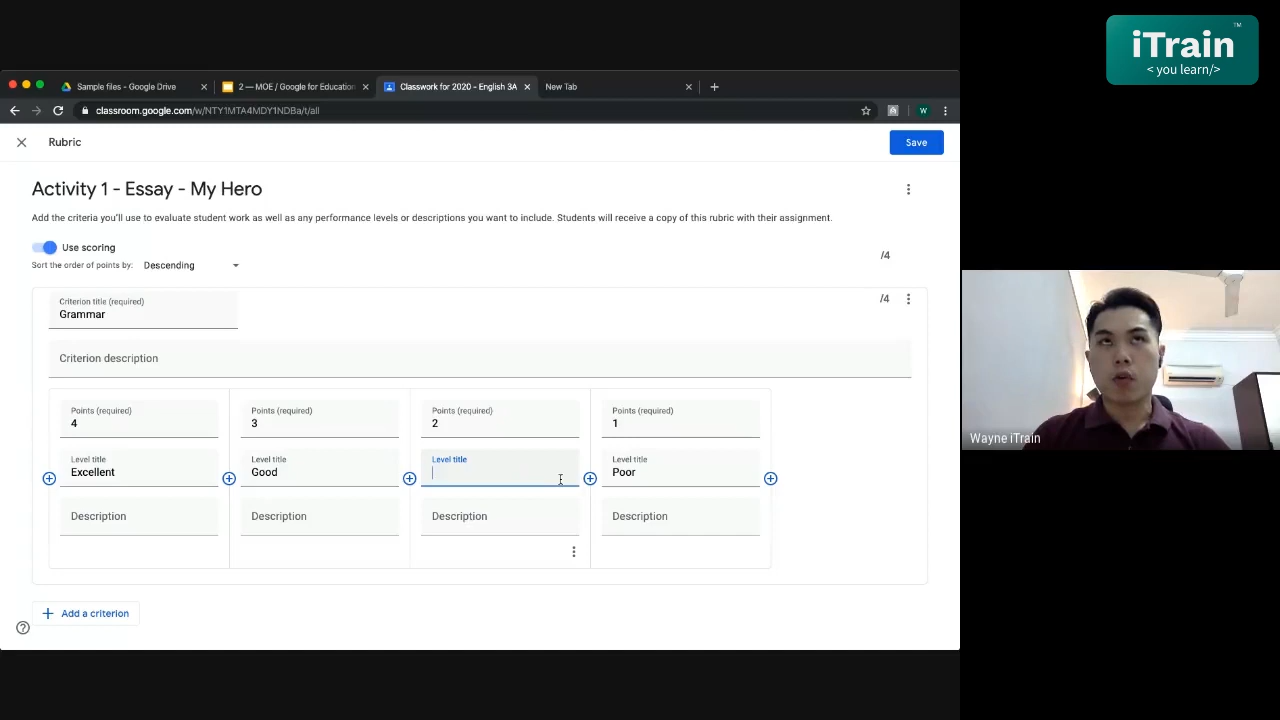 iTrain™
< you learn/>
Sample files - Google Drive
2 — MOE / Google for Education
Classwork for 2020 - English 3A
New Tab
classroom.google.com/w/NTY1MTA4MDY1NDBa/t/all
W
Rubric
Save
Activity 1 - Essay - My Hero
Add the criteria you'll use to evaluate student work as well as any performance levels or descriptions you want to include. Students will receive a copy of this rubric with their assignment.
Use scoring
/4
Sort the order of points by: Descending
Criterion title (required)
/4
Grammar
Criterion description
Points (required) Points (required) Points (required) Points (required)
4 3 2 1
Level title Level title Level title Level title
Excellent Good Poor
Description Description Description Description
Add a criterion
Wayne iTrain